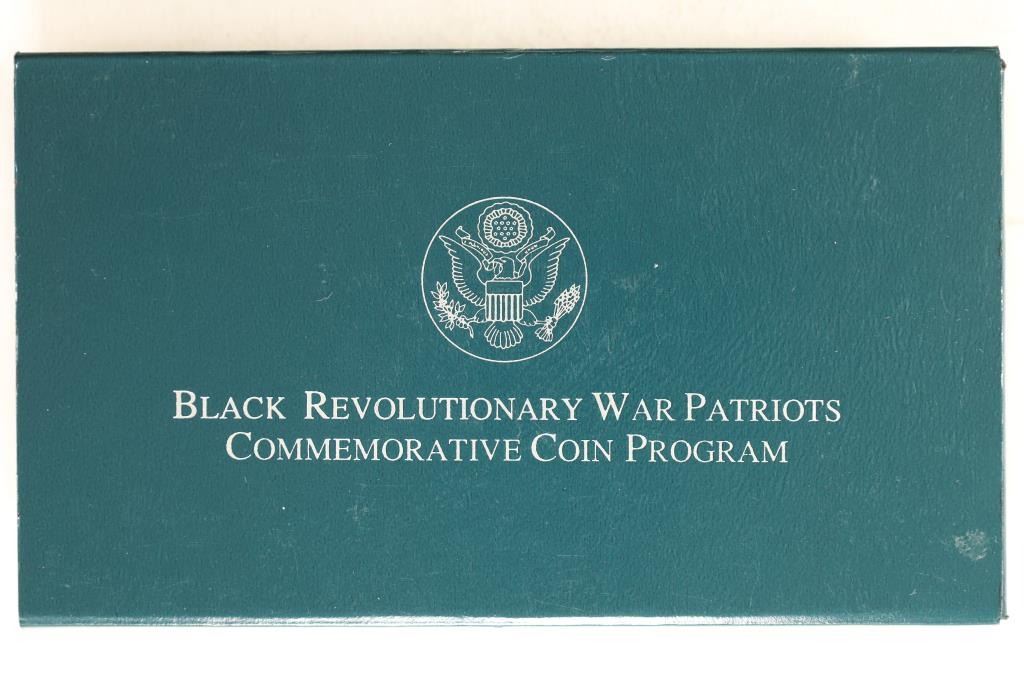 BLACK REVOLUTIONARY WAR PATRIOTS
COMMEMORATIVE COIN PROGRAM